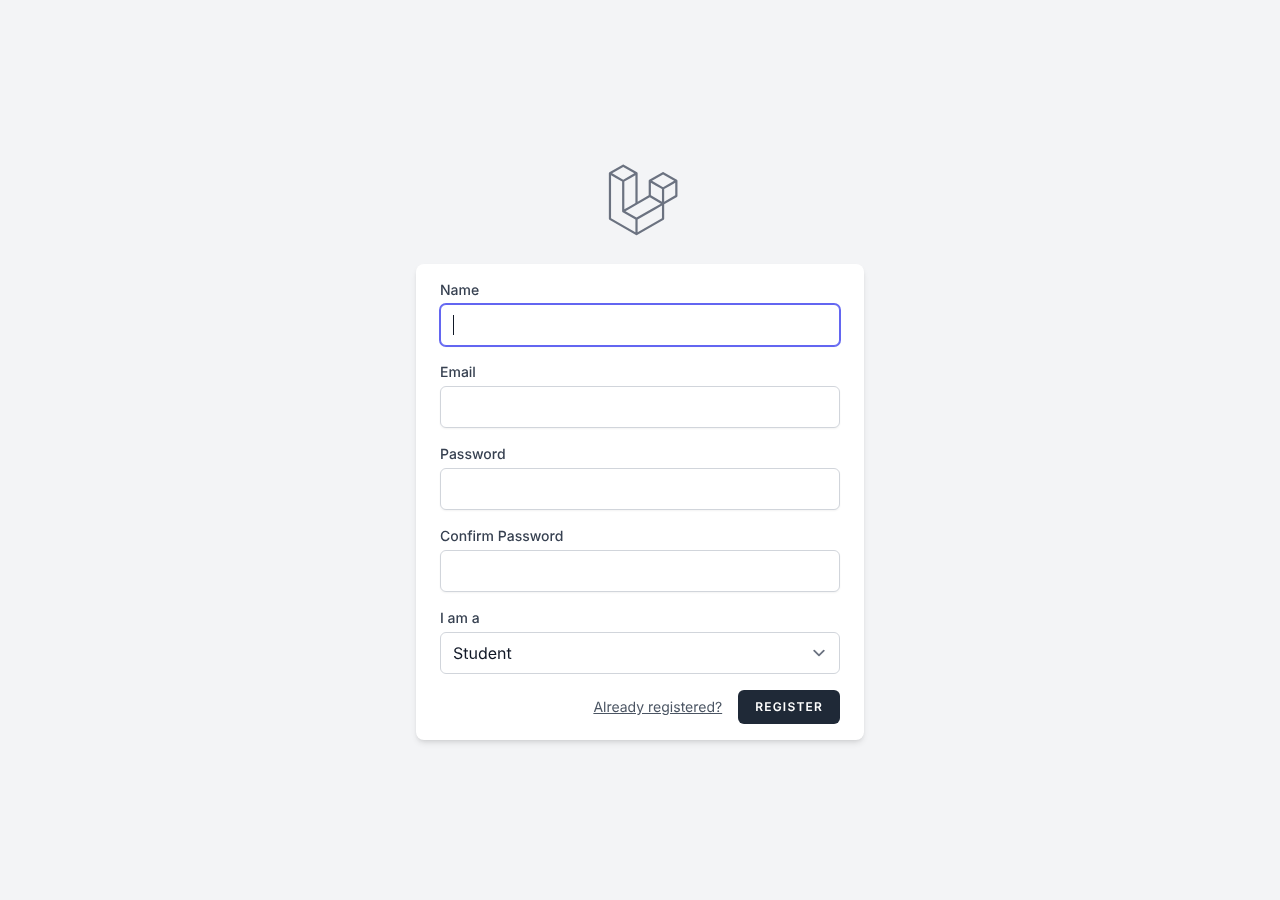 Name
Email
Password
Confirm Password
I am a
Student
Already registered? REGISTER